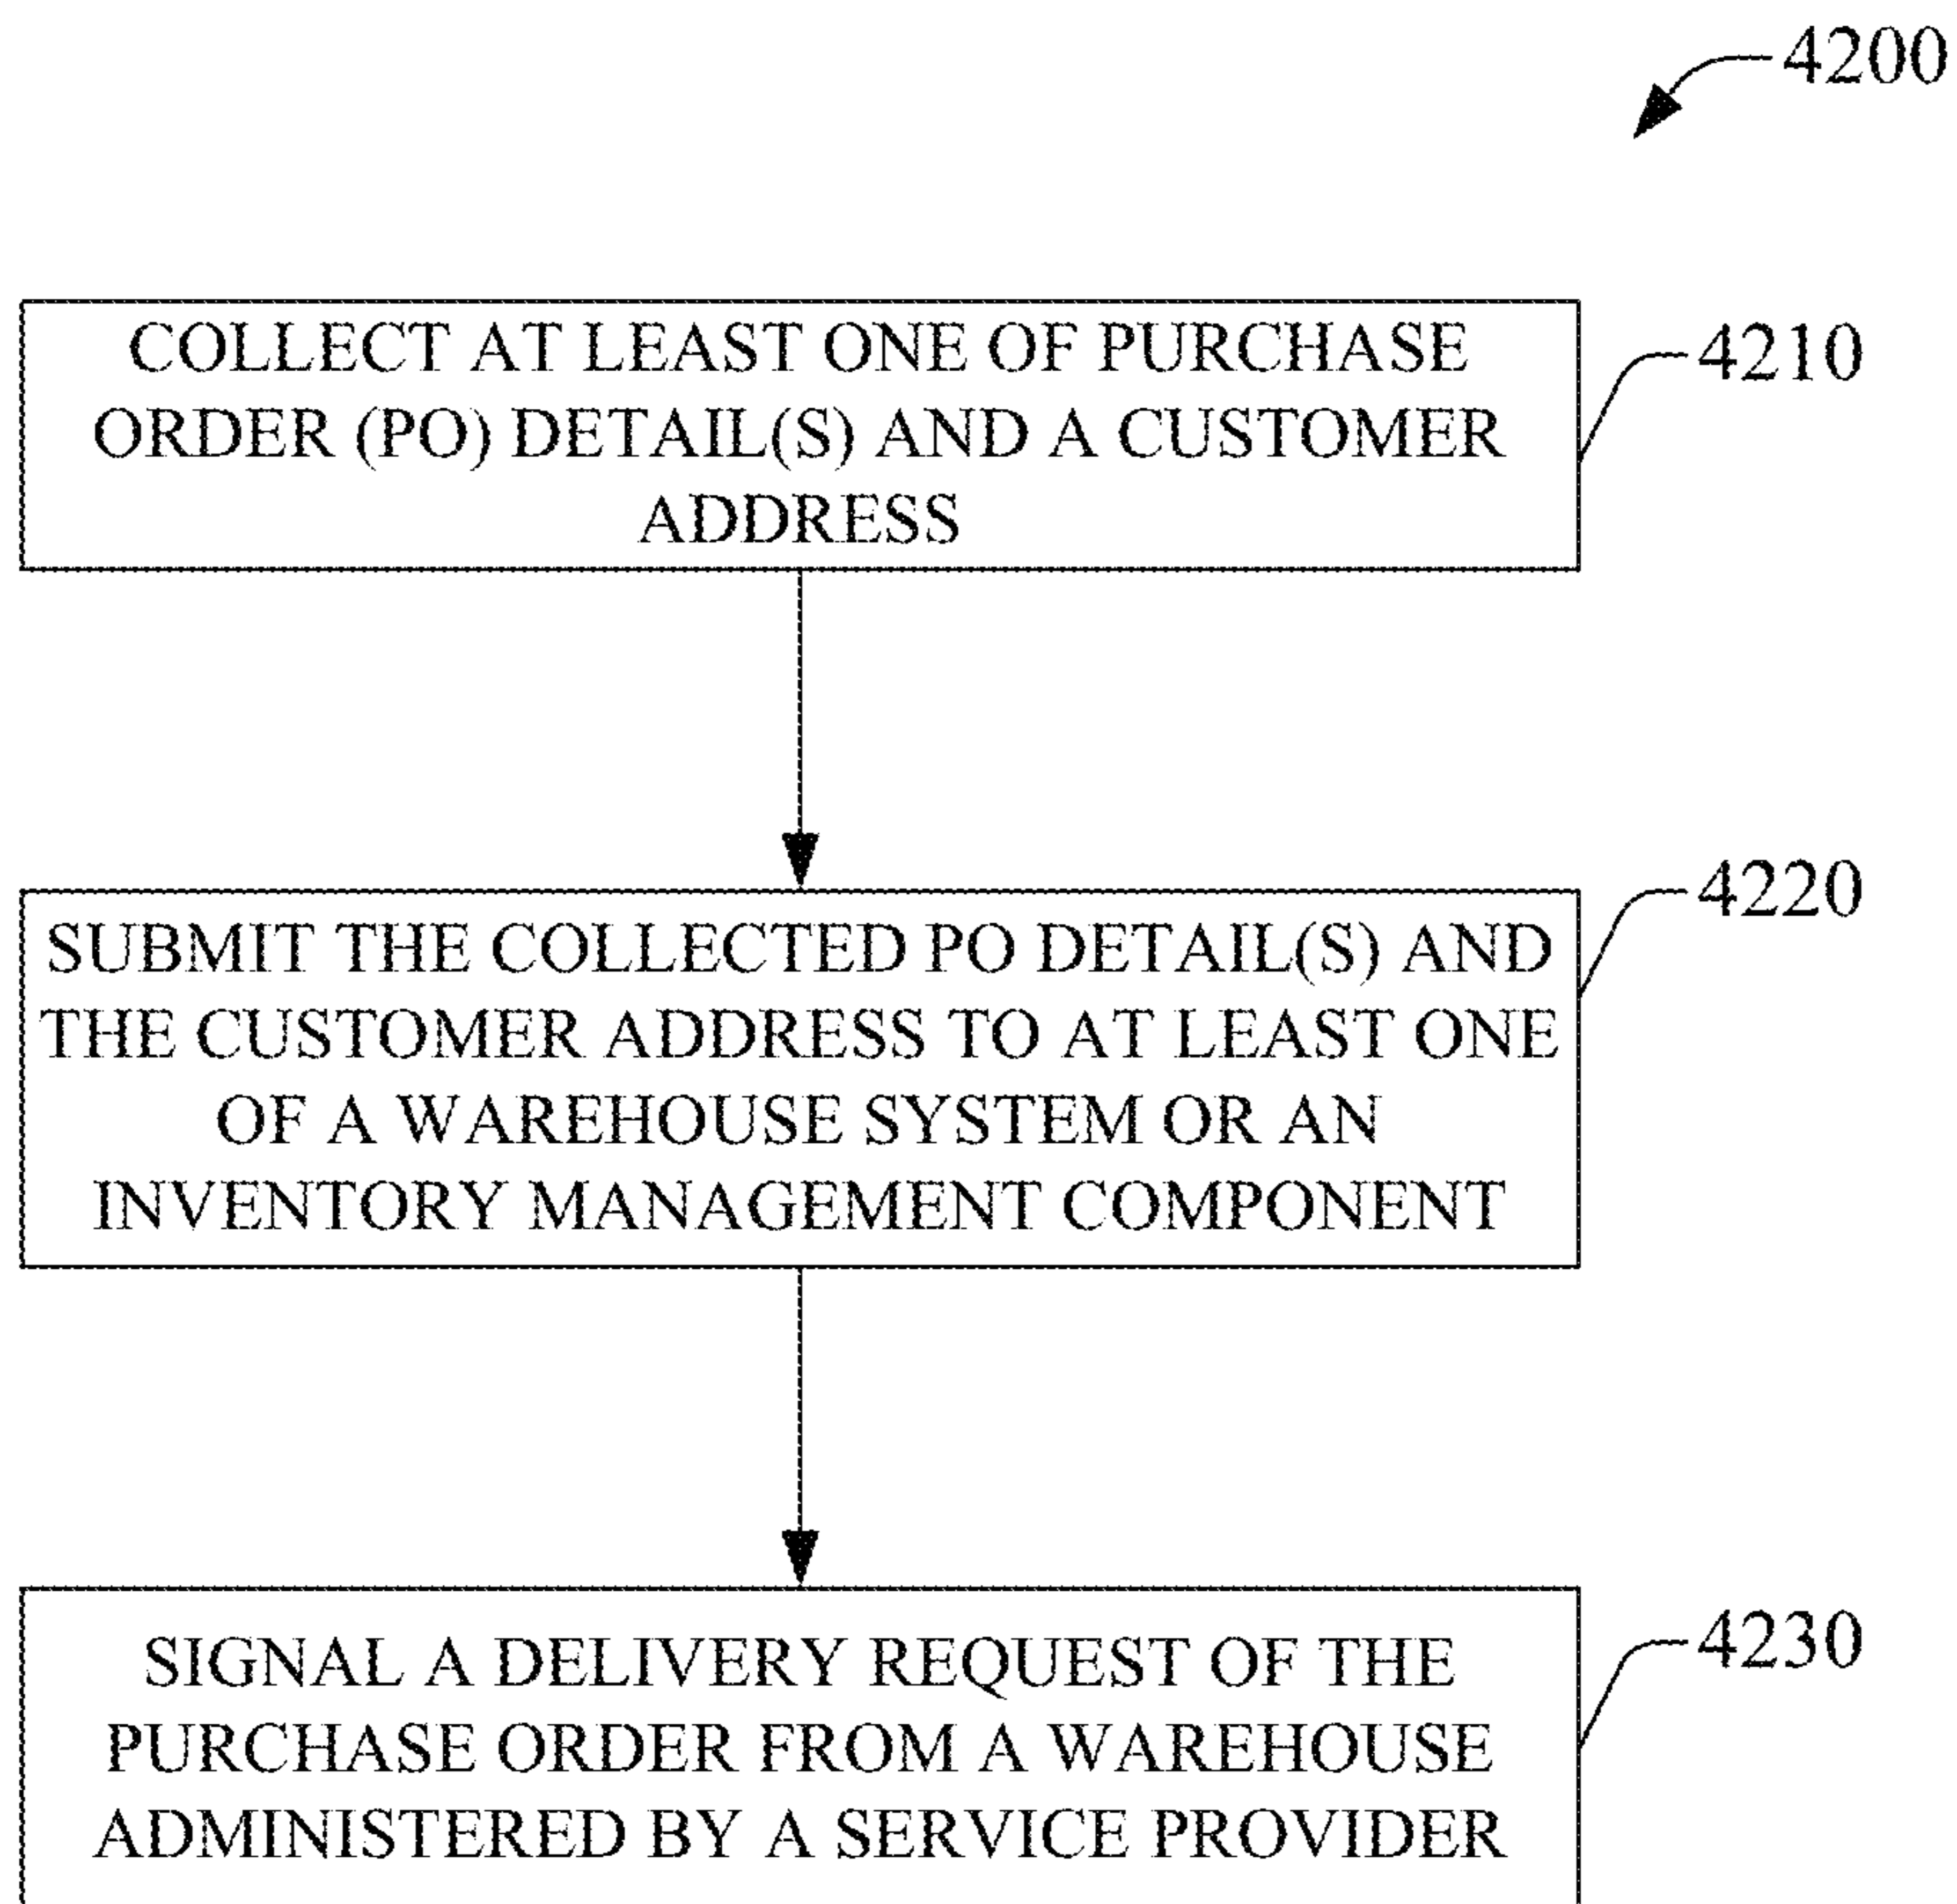 4200
COLLECT AT LEAST ONE OF PURCHASE
ORDER (PO) DETAIL(S) AND A CUSTOMER
ADDRESS
4210
SUBMIT THE COLLECTED PO DETAIL(S) AND
THE CUSTOMER ADDRESS TO AT LEAST ONE
OF A WAREHOUSE SYSTEM OR AN
INVENTORY MANAGEMENT COMPONENT
4220
SIGNAL A DELIVERY REQUEST OF THE
PURCHASE ORDER FROM A WAREHOUSE
ADMINISTERED BY A SERVICE PROVIDER
4230